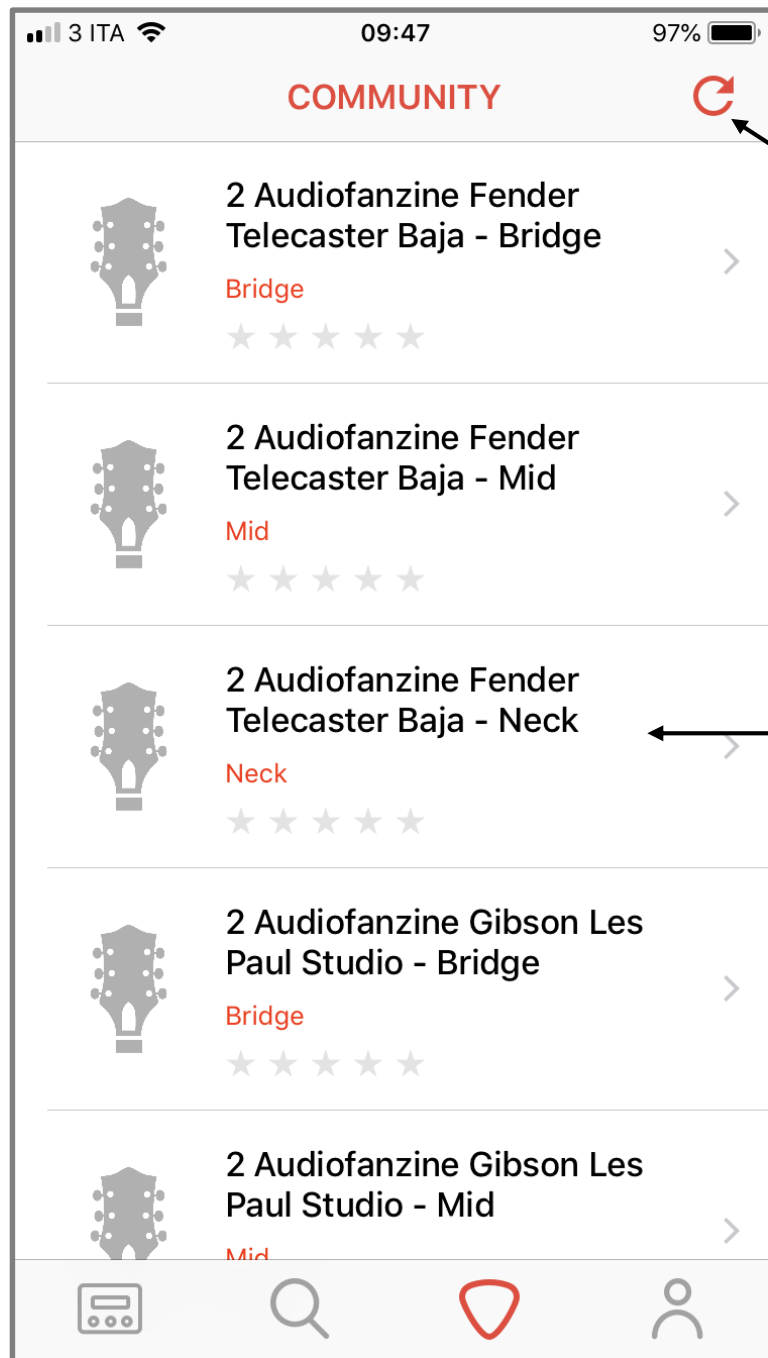 3 ITA 09:47 97%
COMMUNITY
2 Audiofanzine Fender
Telecaster Baja - Bridge
Bridge
2 Audiofanzine Fender
Telecaster Baja - Mid
Mid
2 Audiofanzine Fender
Telecaster Baja - Neck
Neck
2 Audiofanzine Gibson Les
Paul Studio - Bridge
Bridge
2 Audiofanzine Gibson Les
Paul Studio - Mid
Mid